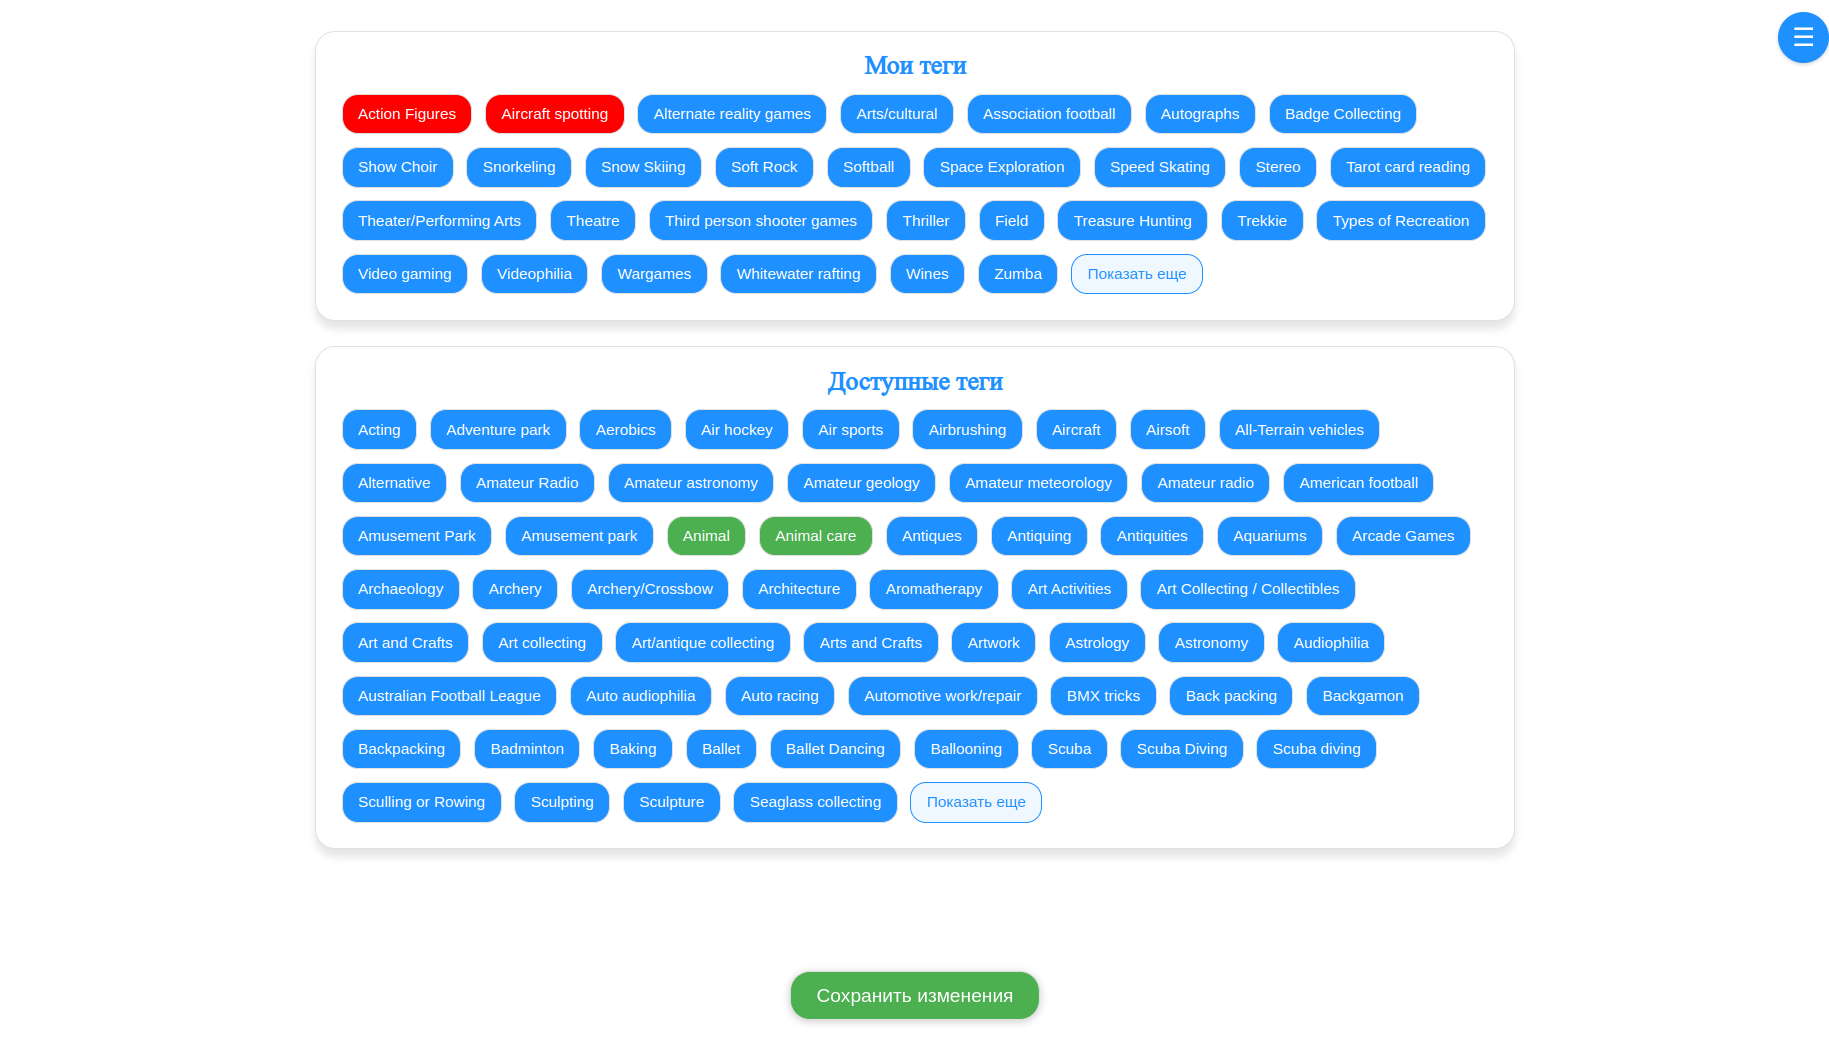 ☰
Мои теги
Action Figures Aircraft spotting Alternate reality games Arts/cultural Association football Autographs Badge Collecting
Show Choir Snorkeling Snow Skiing Soft Rock Softball Space Exploration Speed Skating Stereo Tarot card reading
Theater/Performing Arts Theatre Third person shooter games Thriller Field Treasure Hunting Trekkie Types of Recreation
Video gaming Videophilia Wargames Whitewater rafting Wines Zumba Показать еще
Доступные теги
Acting Adventure park Aerobics Air hockey Air sports Airbrushing Aircraft Airsoft All-Terrain vehicles
Alternative Amateur Radio Amateur astronomy Amateur geology Amateur meteorology Amateur radio American football
Amusement Park Amusement park Animal Animal care Antiques Antiquing Antiquities Aquariums Arcade Games
Archaeology Archery Archery/Crossbow Architecture Aromatherapy Art Activities Art Collecting / Collectibles
Art and Crafts Art collecting Art/antique collecting Arts and Crafts Artwork Astrology Astronomy Audiophilia
Australian Football League Auto audiophilia Auto racing Automotive work/repair BMX tricks Back packing Backgamon
Backpacking Badminton Baking Ballet Ballet Dancing Ballooning Scuba Scuba Diving Scuba diving
Sculling or Rowing Sculpting Sculpture Seaglass collecting Показать еще
Сохранить изменения